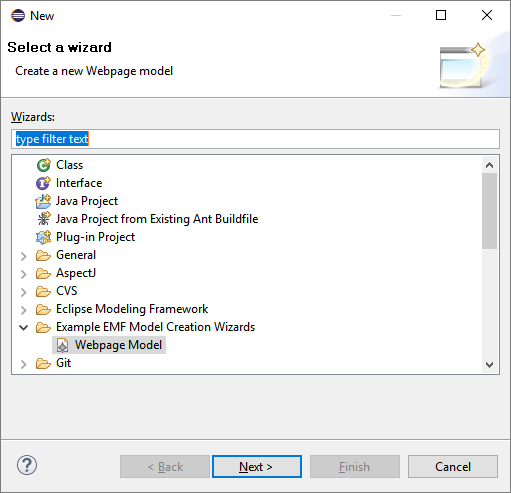 New
Select a wizard
Create a new Webpage model
Wizards:
type filter text
Class
Interface
Java Project
Java Project from Existing Ant Buildfile
Plug-in Project
General
AspectJ
CVS
Eclipse Modeling Framework
Example EMF Model Creation Wizards
Webpage Model
Git
? < Back Next > Finish Cancel